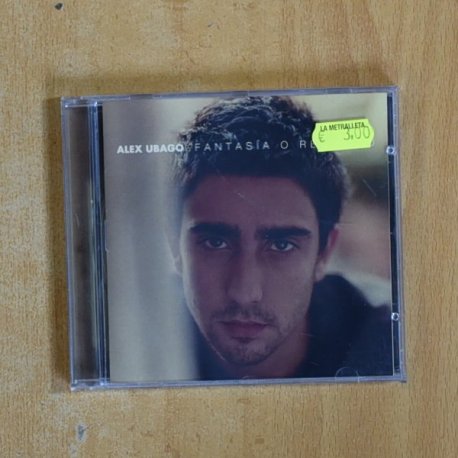 LA METRALLETA
€ 3,00
ALEX UBAGO FANTASÍA O